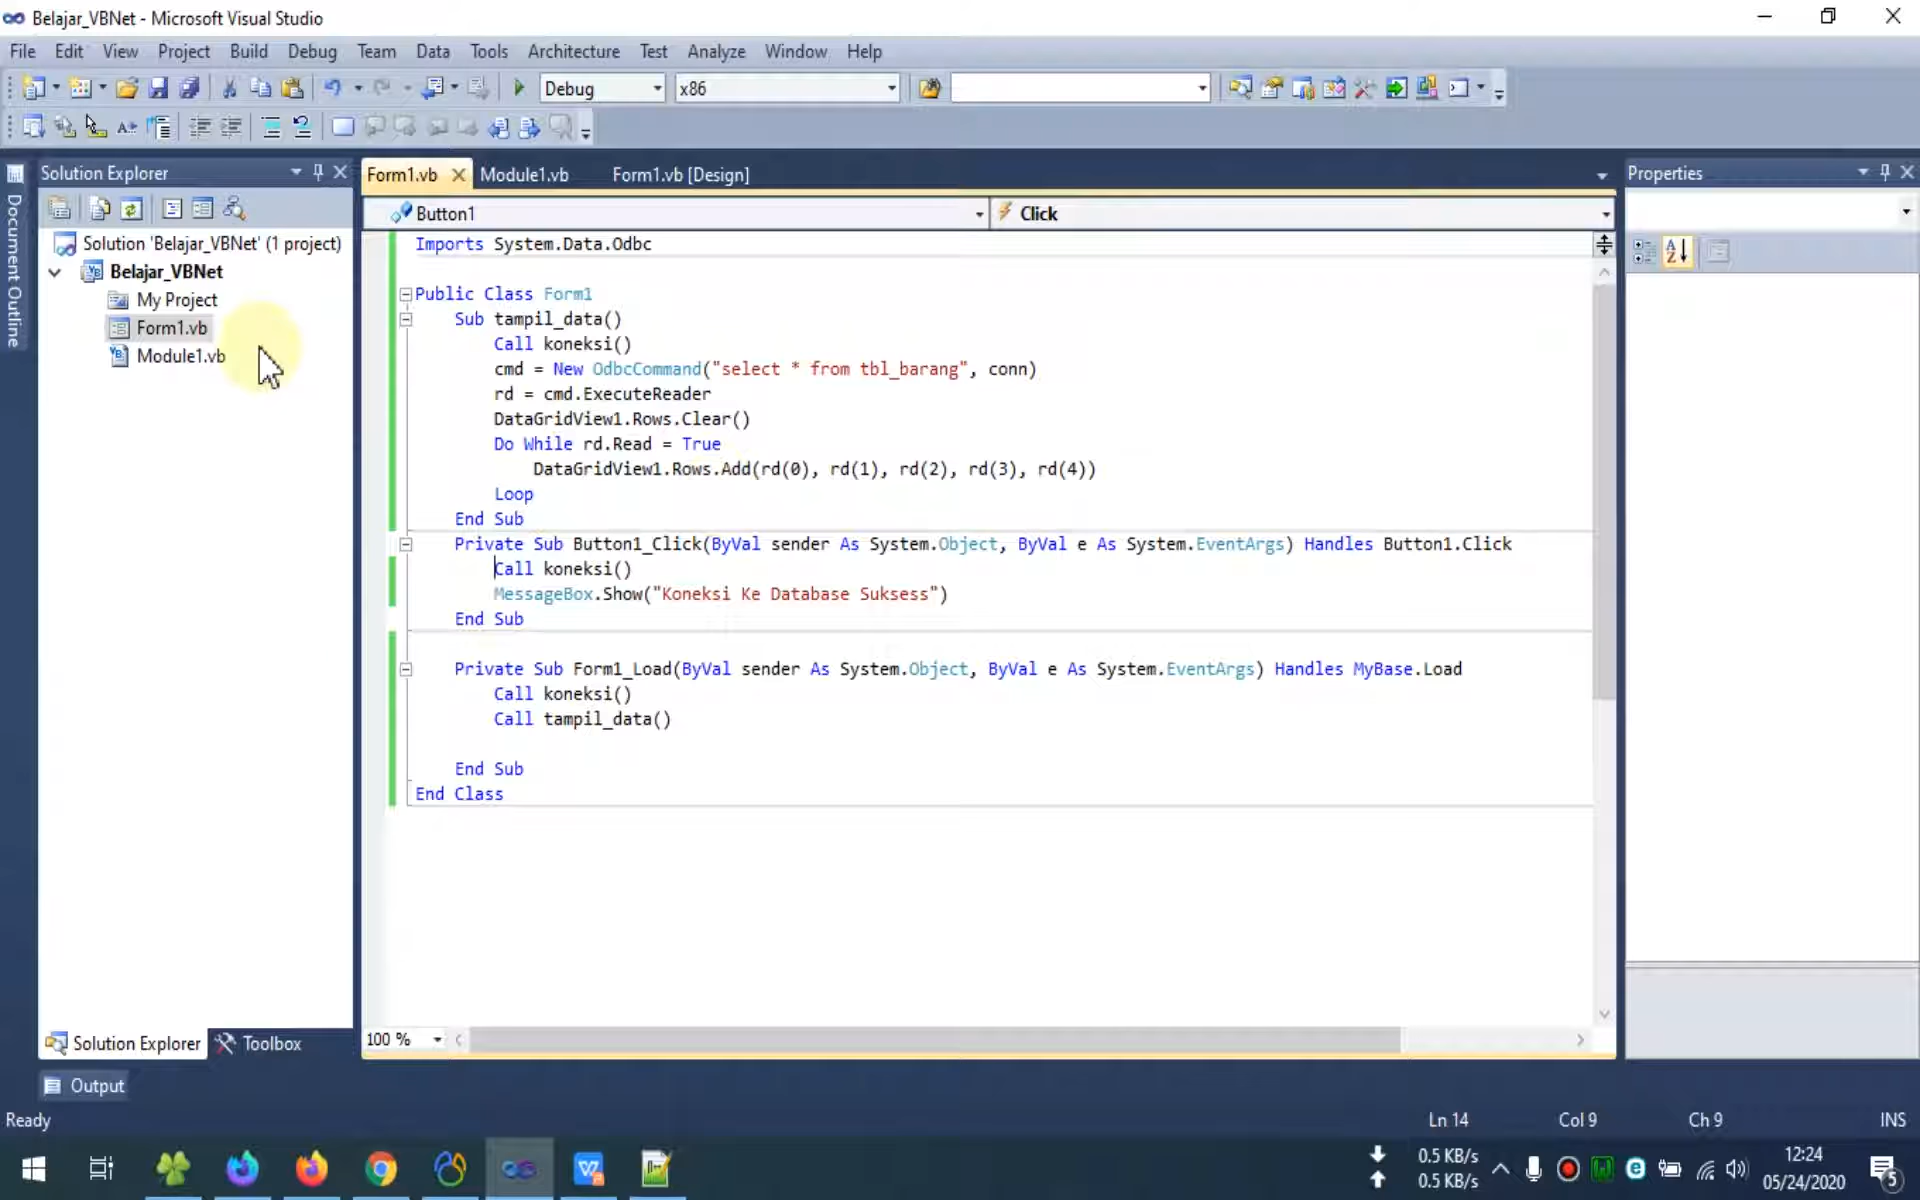 Belajar_VBNet - Microsoft Visual Studio
File Edit View Project Build Debug Team Data Tools Architecture Test Analyze Window Help
Debug x86
Solution Explorer
Form1.vb Module1.vb Form1.vb [Design]
Properties
Document Outline
Button1 Click
Solution 'Belajar_VBNet' (1 project)
Belajar_VBNet
My Project
Form1.vb
Module1.vb
Imports System.Data.Odbc
Public Class Form1
Sub tampil_data()
Call koneksi()
cmd = New OdbcCommand("select * from tbl_barang", conn)
rd = cmd.ExecuteReader
DataGridView1.Rows.Clear()
Do While rd.Read = True
DataGridView1.Rows.Add(rd(0), rd(1), rd(2), rd(3), rd(4))
Loop
End Sub
Private Sub Button1_Click(ByVal sender As System.Object, ByVal e As System.EventArgs) Handles Button1.Click
Call koneksi()
MessageBox.Show("Koneksi Ke Database Suksess")
End Sub
Private Sub Form1_Load(ByVal sender As System.Object, ByVal e As System.EventArgs) Handles MyBase.Load
Call koneksi()
Call tampil_data()
End Sub
End Class
100 %
Solution Explorer Toolbox
Output
Ready Ln 14 Col 9 Ch 9 INS
0.5 KB/s
0.5 KB/s
12:24
05/24/2020
5